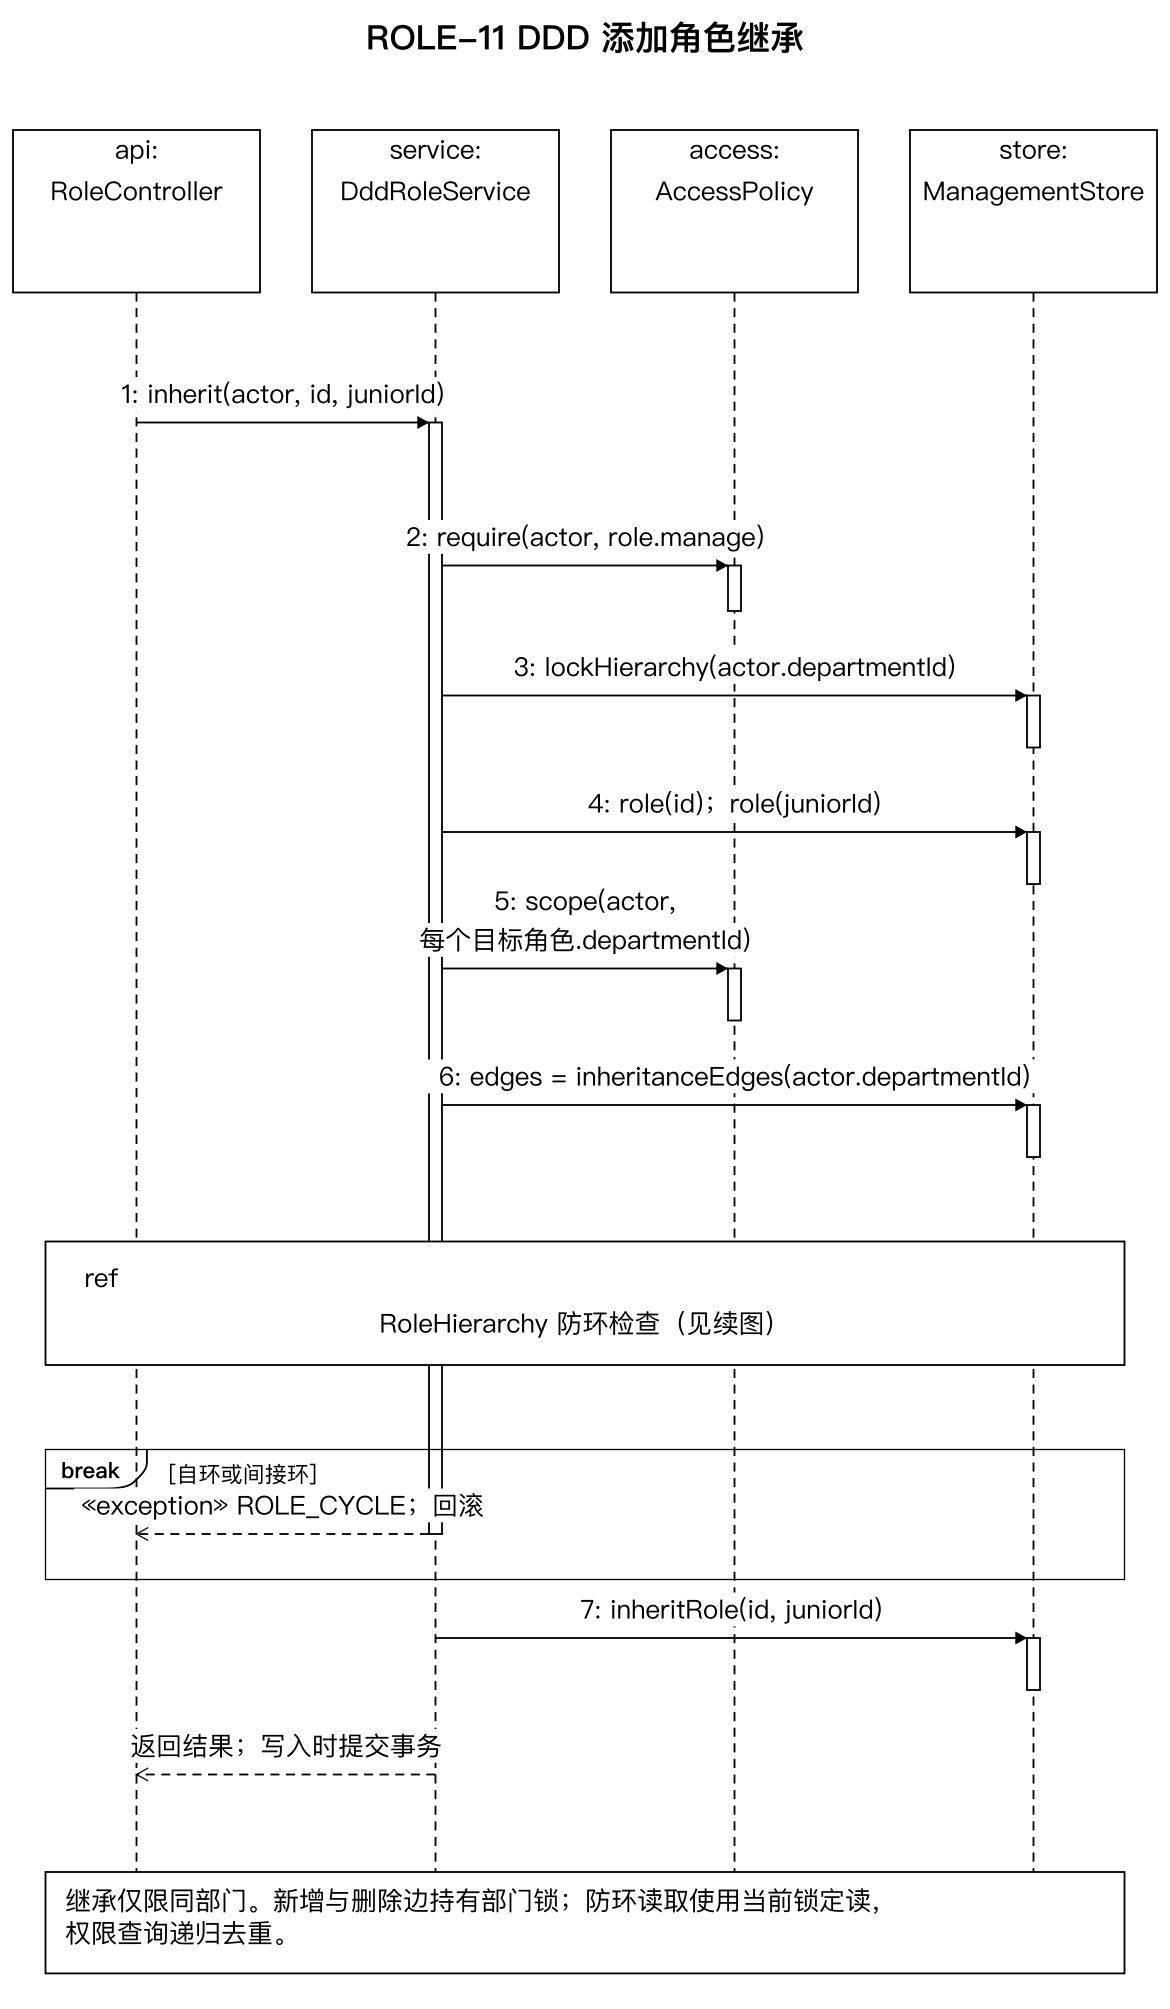 ROLE-11 DDD 添加角色继承
api:
RoleController
service:
DddRoleService
access:
AccessPolicy
store:
ManagementStore
1: inherit(actor, id, juniorId)
2: require(actor, role.manage)
3: lockHierarchy(actor.departmentId)
4: role(id)；role(juniorId)
5: scope(actor,
每个目标角色.departmentId)
6: edges = inheritanceEdges(actor.departmentId)
ref
RoleHierarchy 防环检查（见续图）
break
[自环或间接环]
«exception» ROLE_CYCLE；回滚
7: inheritRole(id, juniorId)
返回结果；写入时提交事务
继承仅限同部门。新增与删除边持有部门锁；防环读取使用当前锁定读，
权限查询递归去重。